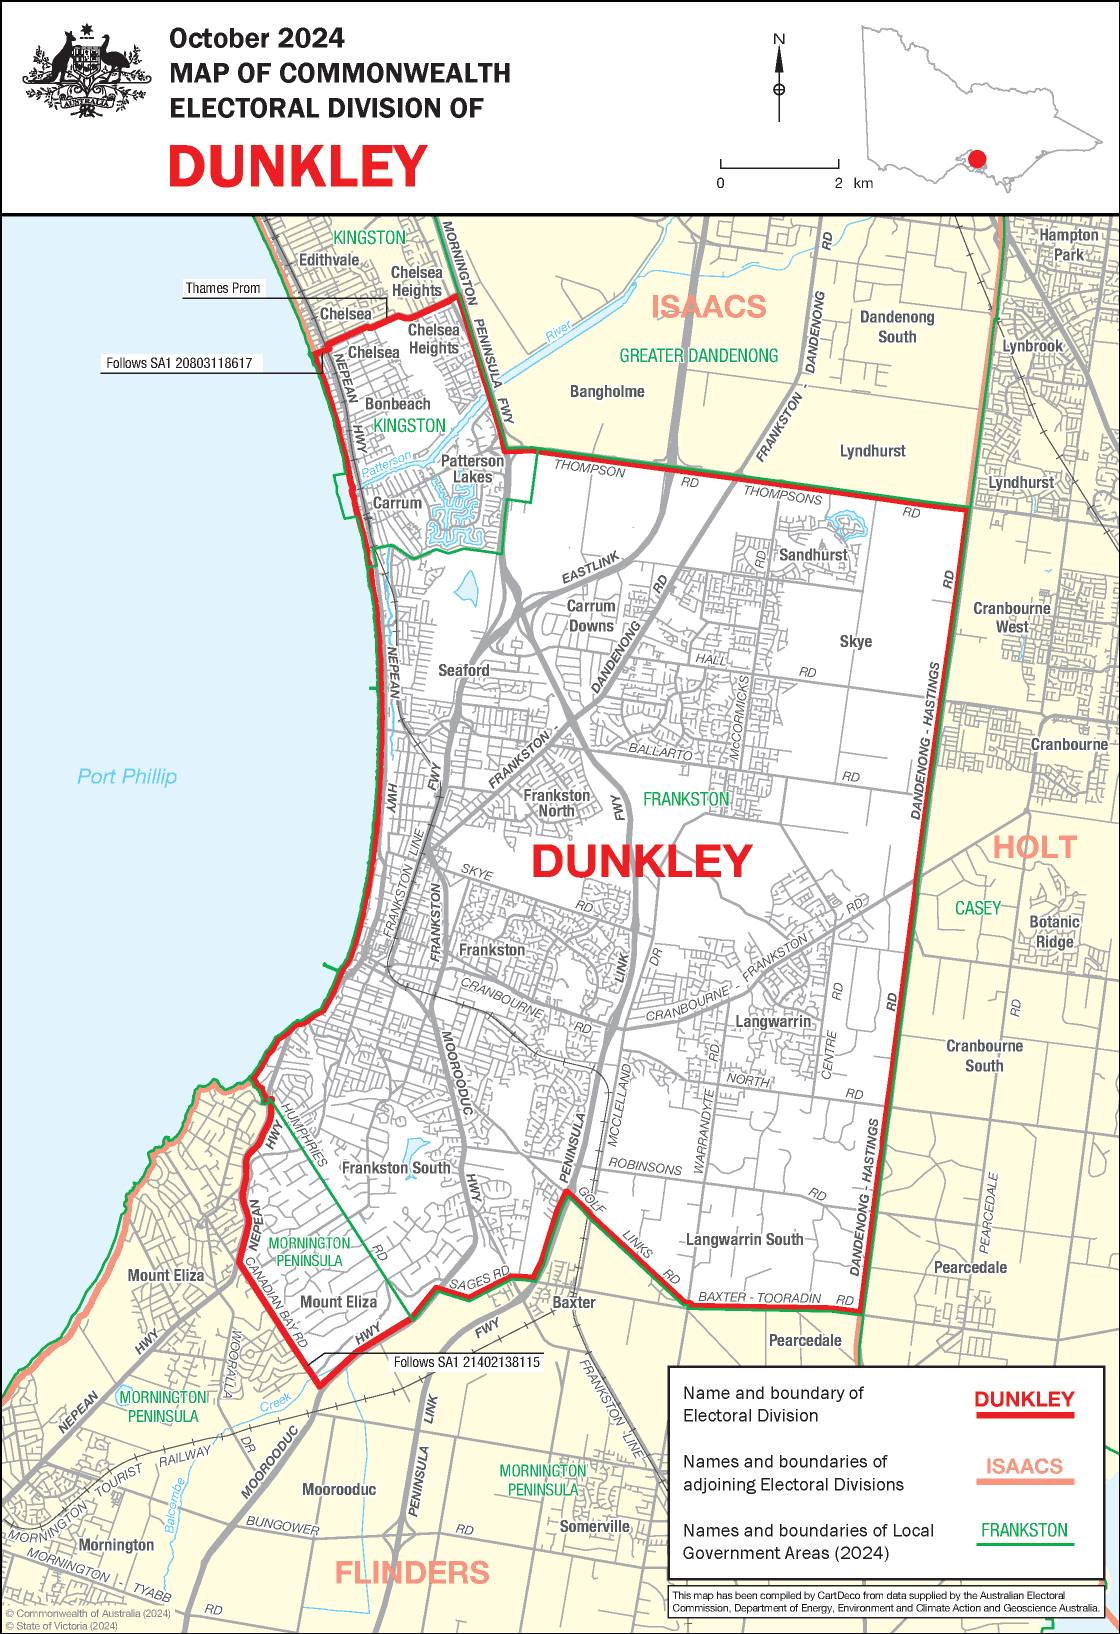 October 2024
MAP OF COMMONWEALTH
ELECTORAL DIVISION OF
DUNKLEY
AUSTRALIA
N
0 2 km
KINGSTON
Edithvale
Chelsea
Heights
Thames Prom
Chelsea
Chelsea
Heights
Chelsea
Follows SA1 20803118617
Bonbeach
KINGSTON
Patterson
Patterson
Lakes
Carrum
NEPEAN
HWY
MORNINGTON
PENINSULA
FWY
River
ISAACS
GREATER DANDENONG
Bangholme
FRANKSTON - DANDENONG
RD
Dandenong
South
Lyndhurst
Hampton
Park
Lynbrook
Lyndhurst
THOMPSON
RD
THOMPSONS
RD
Sandhurst
RD
EASTLINK
RD
Carrum
Downs
DANDENONG
Skye
RD
Cranbourne
West
Seaford
NEPEAN
HALL
RD
McCORMICKS
DANDENONG - HASTINGS
Cranbourne
Port Phillip
HWY
FWY
FRANKSTON -
BALLARTO
RD
Frankston
North
FWY
FRANKSTON
DUNKLEY
HOLT
FRANKSTON LINE
SKYE
RD
FRANKSTON
Frankston
CASEY
Botanic
Ridge
RD
CRANBOURNE - FRANKSTON
DR
LINK
CRANBOURNE
RD
Langwarrin
RD
RD
RD
Cranbourne
South
MOOROODUC
CENTRE
RD
NORTH
RD
McCLELLAND
WARRANDYTE
HWY
HUMPHRIES
Frankston South
HWY
PENINSULA
ROBINSONS
RD
DANDENONG - HASTINGS
PEARCEDALE
NEPEAN
MORNINGTON
PENINSULA
RD
GOLF
LINKS
RD
Langwarrin South
Pearcedale
Mount Eliza
CANADIAN BAY RD
Mount Eliza
SAGES RD
BAXTER - TOORADIN RD
Baxter
HWY
FWY
Pearcedale
HWY
WOORALLA
DR
Follows SA1 21402138115
FRANKSTON LINE
NEPEAN
MORNINGTON
PENINSULA
Creek
LINK
MORNINGTON TOURIST RAILWAY
MOOROODUC
PENINSULA
MORNINGTON
PENINSULA
Balcombe
Moorooduc
Mornington
BUNGOWER
RD
Somerville
FLINDERS
MORNINGTON - TYABB
RD
Name and boundary of
Electoral Division
DUNKLEY
Names and boundaries of
adjoining Electoral Divisions
ISAACS
Names and boundaries of Local
Government Areas (2024)
FRANKSTON
This map has been compiled by CartDeco from data supplied by the Australian Electoral
Commission, Department of Energy, Environment and Climate Action and Geoscience Australia.
© Commonwealth of Australia (2024)
© State of Victoria (2024)